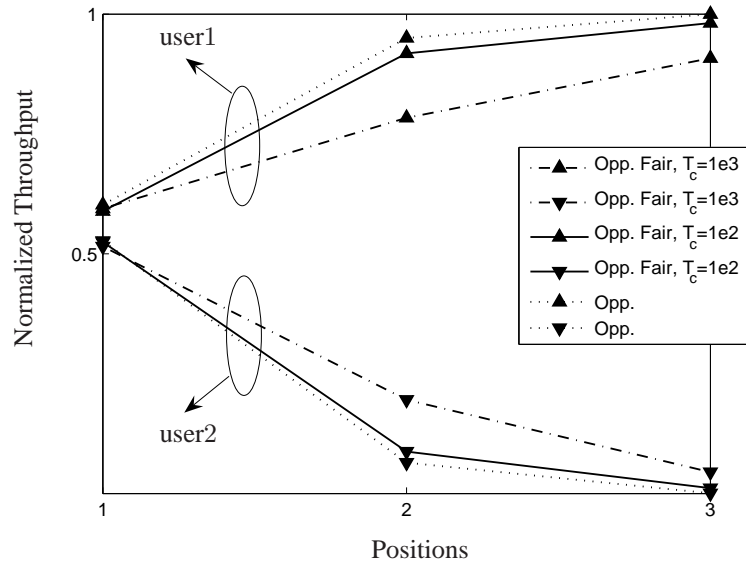 1
user1
Normalized Throughput
Opp. Fair, T_c=1e3
Opp. Fair, T_c=1e3
Opp. Fair, T_c=1e2
Opp. Fair, T_c=1e2
Opp.
Opp.
0.5
user2
1
2
3
Positions